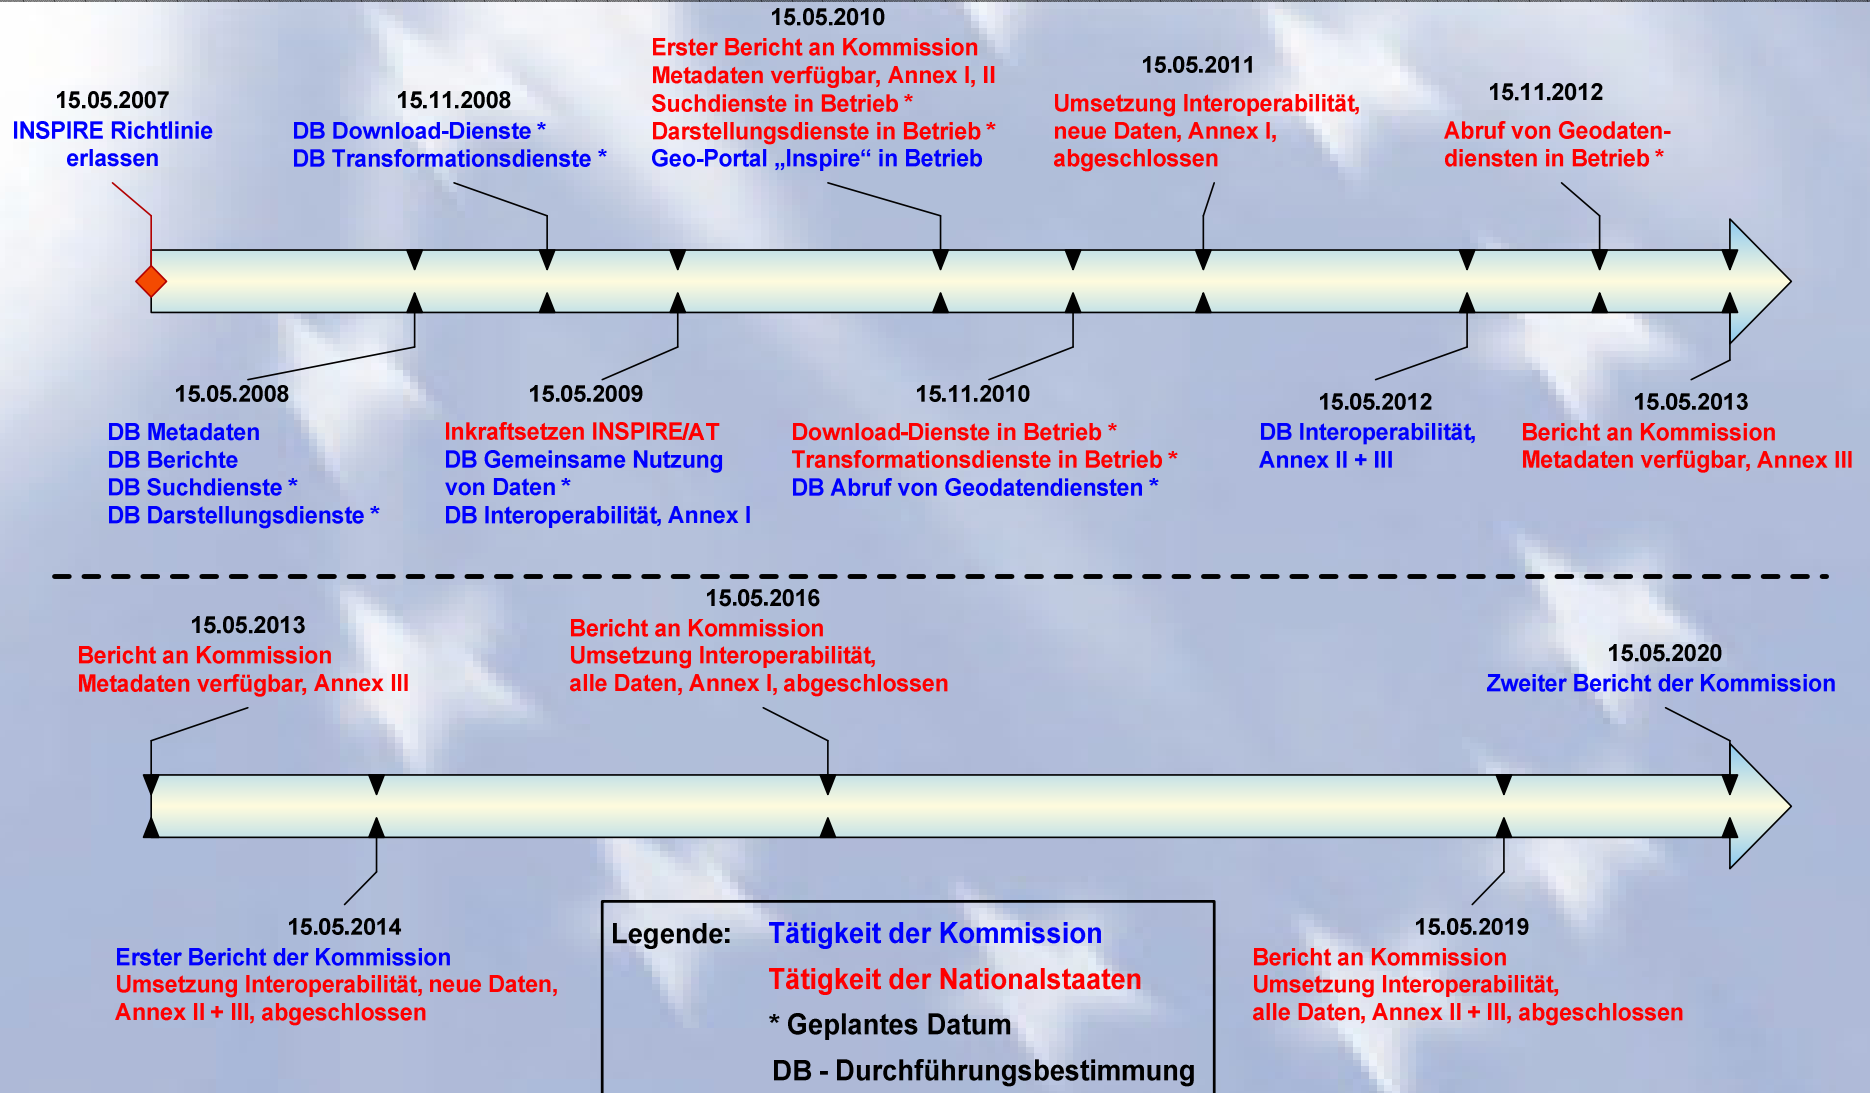 15.05.2007
INSPIRE Richtlinie
erlassen
15.11.2008
DB Download-Dienste *
DB Transformationsdienste *
15.05.2010
Erster Bericht an Kommission
Metadaten verfügbar, Annex I, II
Suchdienste in Betrieb *
Darstellungsdienste in Betrieb *
Geo-Portal „Inspire“ in Betrieb
15.05.2011
Umsetzung Interoperabilität,
neue Daten, Annex I,
abgeschlossen
15.11.2012
Abruf von Geodaten-
diensten in Betrieb *
15.05.2008
DB Metadaten
DB Berichte
DB Suchdienste *
DB Darstellungsdienste *
15.05.2009
Inkraftsetzen INSPIRE/AT
DB Gemeinsame Nutzung
von Daten *
DB Interoperabilität, Annex I
15.11.2010
Download-Dienste in Betrieb *
Transformationsdienste in Betrieb *
DB Abruf von Geodatendiensten *
15.05.2012
DB Interoperabilität,
Annex II + III
15.05.2013
Bericht an Kommission
Metadaten verfügbar, Annex III
15.05.2013
Bericht an Kommission
Metadaten verfügbar, Annex III
15.05.2016
Bericht an Kommission
Umsetzung Interoperabilität,
alle Daten, Annex I, abgeschlossen
15.05.2020
Zweiter Bericht der Kommission
15.05.2014
Erster Bericht der Kommission
Umsetzung Interoperabilität, neue Daten,
Annex II + III, abgeschlossen
15.05.2019
Bericht an Kommission
Umsetzung Interoperabilität,
alle Daten, Annex II + III, abgeschlossen
Legende: Tätigkeit der Kommission
Tätigkeit der Nationalstaaten
* Geplantes Datum
DB - Durchführungsbestimmung